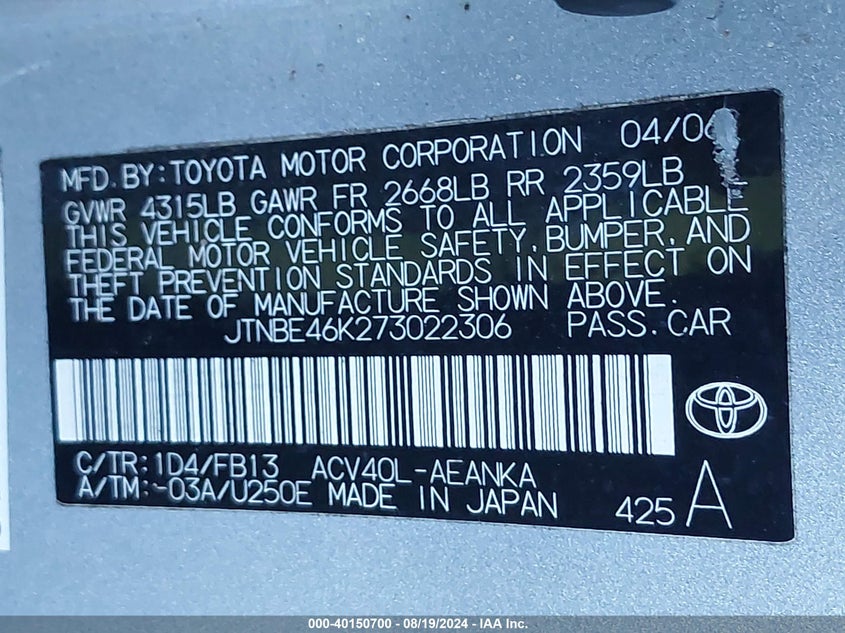 MFD. BY: TOYOTA MOTOR CORPORATION 04/06
GVWR 4315LB GAWR FR 2668LB RR 2359LB
THIS VEHICLE CONFORMS TO ALL APPLICABLE
FEDERAL MOTOR VEHICLE SAFETY, BUMPER, AND
THEFT PREVENTION STANDARDS IN EFFECT ON
THE DATE OF MANUFACTURE SHOWN ABOVE.
JTNBE46K273022306 PASS. CAR
C/TR: 1D4/FB13 ACV40L-AEANKA
A/TM: -03A/U250E MADE IN JAPAN 425 A
000-40150700 - 08/19/2024 - IAA Inc.